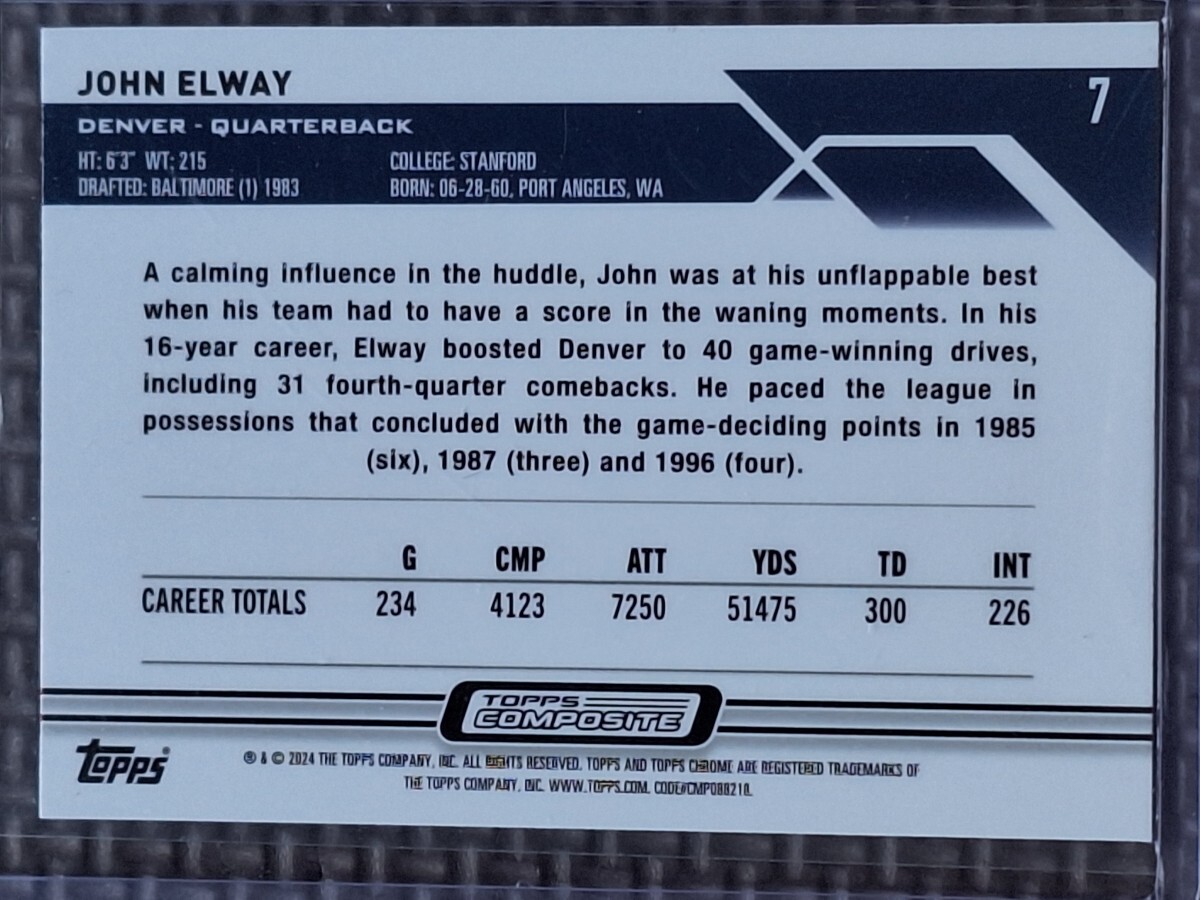 JOHN ELWAY
7
DENVER - QUARTERBACK
HT: 6'3" WT: 215 COLLEGE: STANFORD
DRAFTED: BALTIMORE (1) 1983 BORN: 06-28-60, PORT ANGELES, WA
A calming influence in the huddle, John was at his unflappable best
when his team had to have a score in the waning moments. In his
16-year career, Elway boosted Denver to 40 game-winning drives,
including 31 fourth-quarter comebacks. He paced the league in
possessions that concluded with the game-deciding points in 1985
(six), 1987 (three) and 1996 (four).
G CMP ATT YDS TD INT
CAREER TOTALS 234 4123 7250 51475 300 226
TOPPS
COMPOSITE
Topps®
® & © 2024 THE TOPPS COMPANY, INC. ALL RIGHTS RESERVED. TOPPS AND TOPPS CHROME ARE REGISTERED TRADEMARKS OF
THE TOPPS COMPANY, INC. WWW.TOPPS.COM. CODE#CMP088218